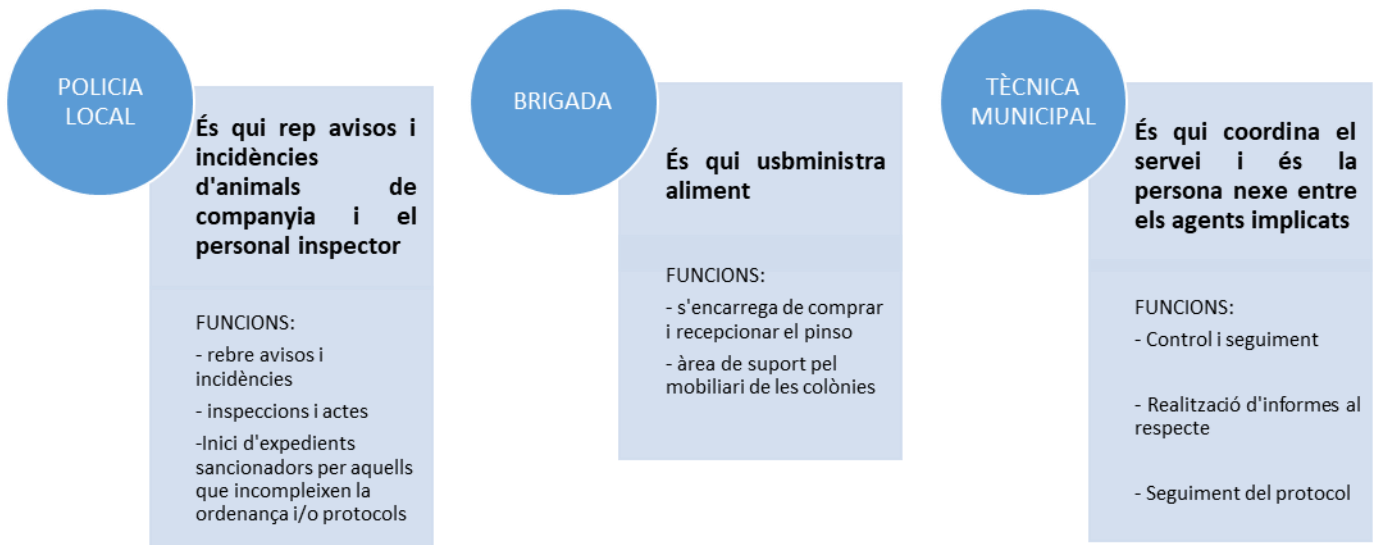 POLICIA
LOCAL
És qui rep avisos i
incidències
d'animals de
companyia i el
personal inspector
FUNCIONS:
- rebre avisos i
incidències
- inspeccions i actes
-Inici d'expedients
sancionadors per aquells
que incompleixen la
ordenança i/o protocols
BRIGADA
És qui usbministra
aliment
FUNCIONS:
- s'encarrega de comprar
i recepcionar el pinso
- àrea de suport pel
mobiliari de les colònies
TÈCNICA
MUNICIPAL
És qui coordina el
servei i és la
persona nexe entre
els agents implicats
FUNCIONS:
- Control i seguiment
- Realització d'informes al
respecte
- Seguiment del protocol